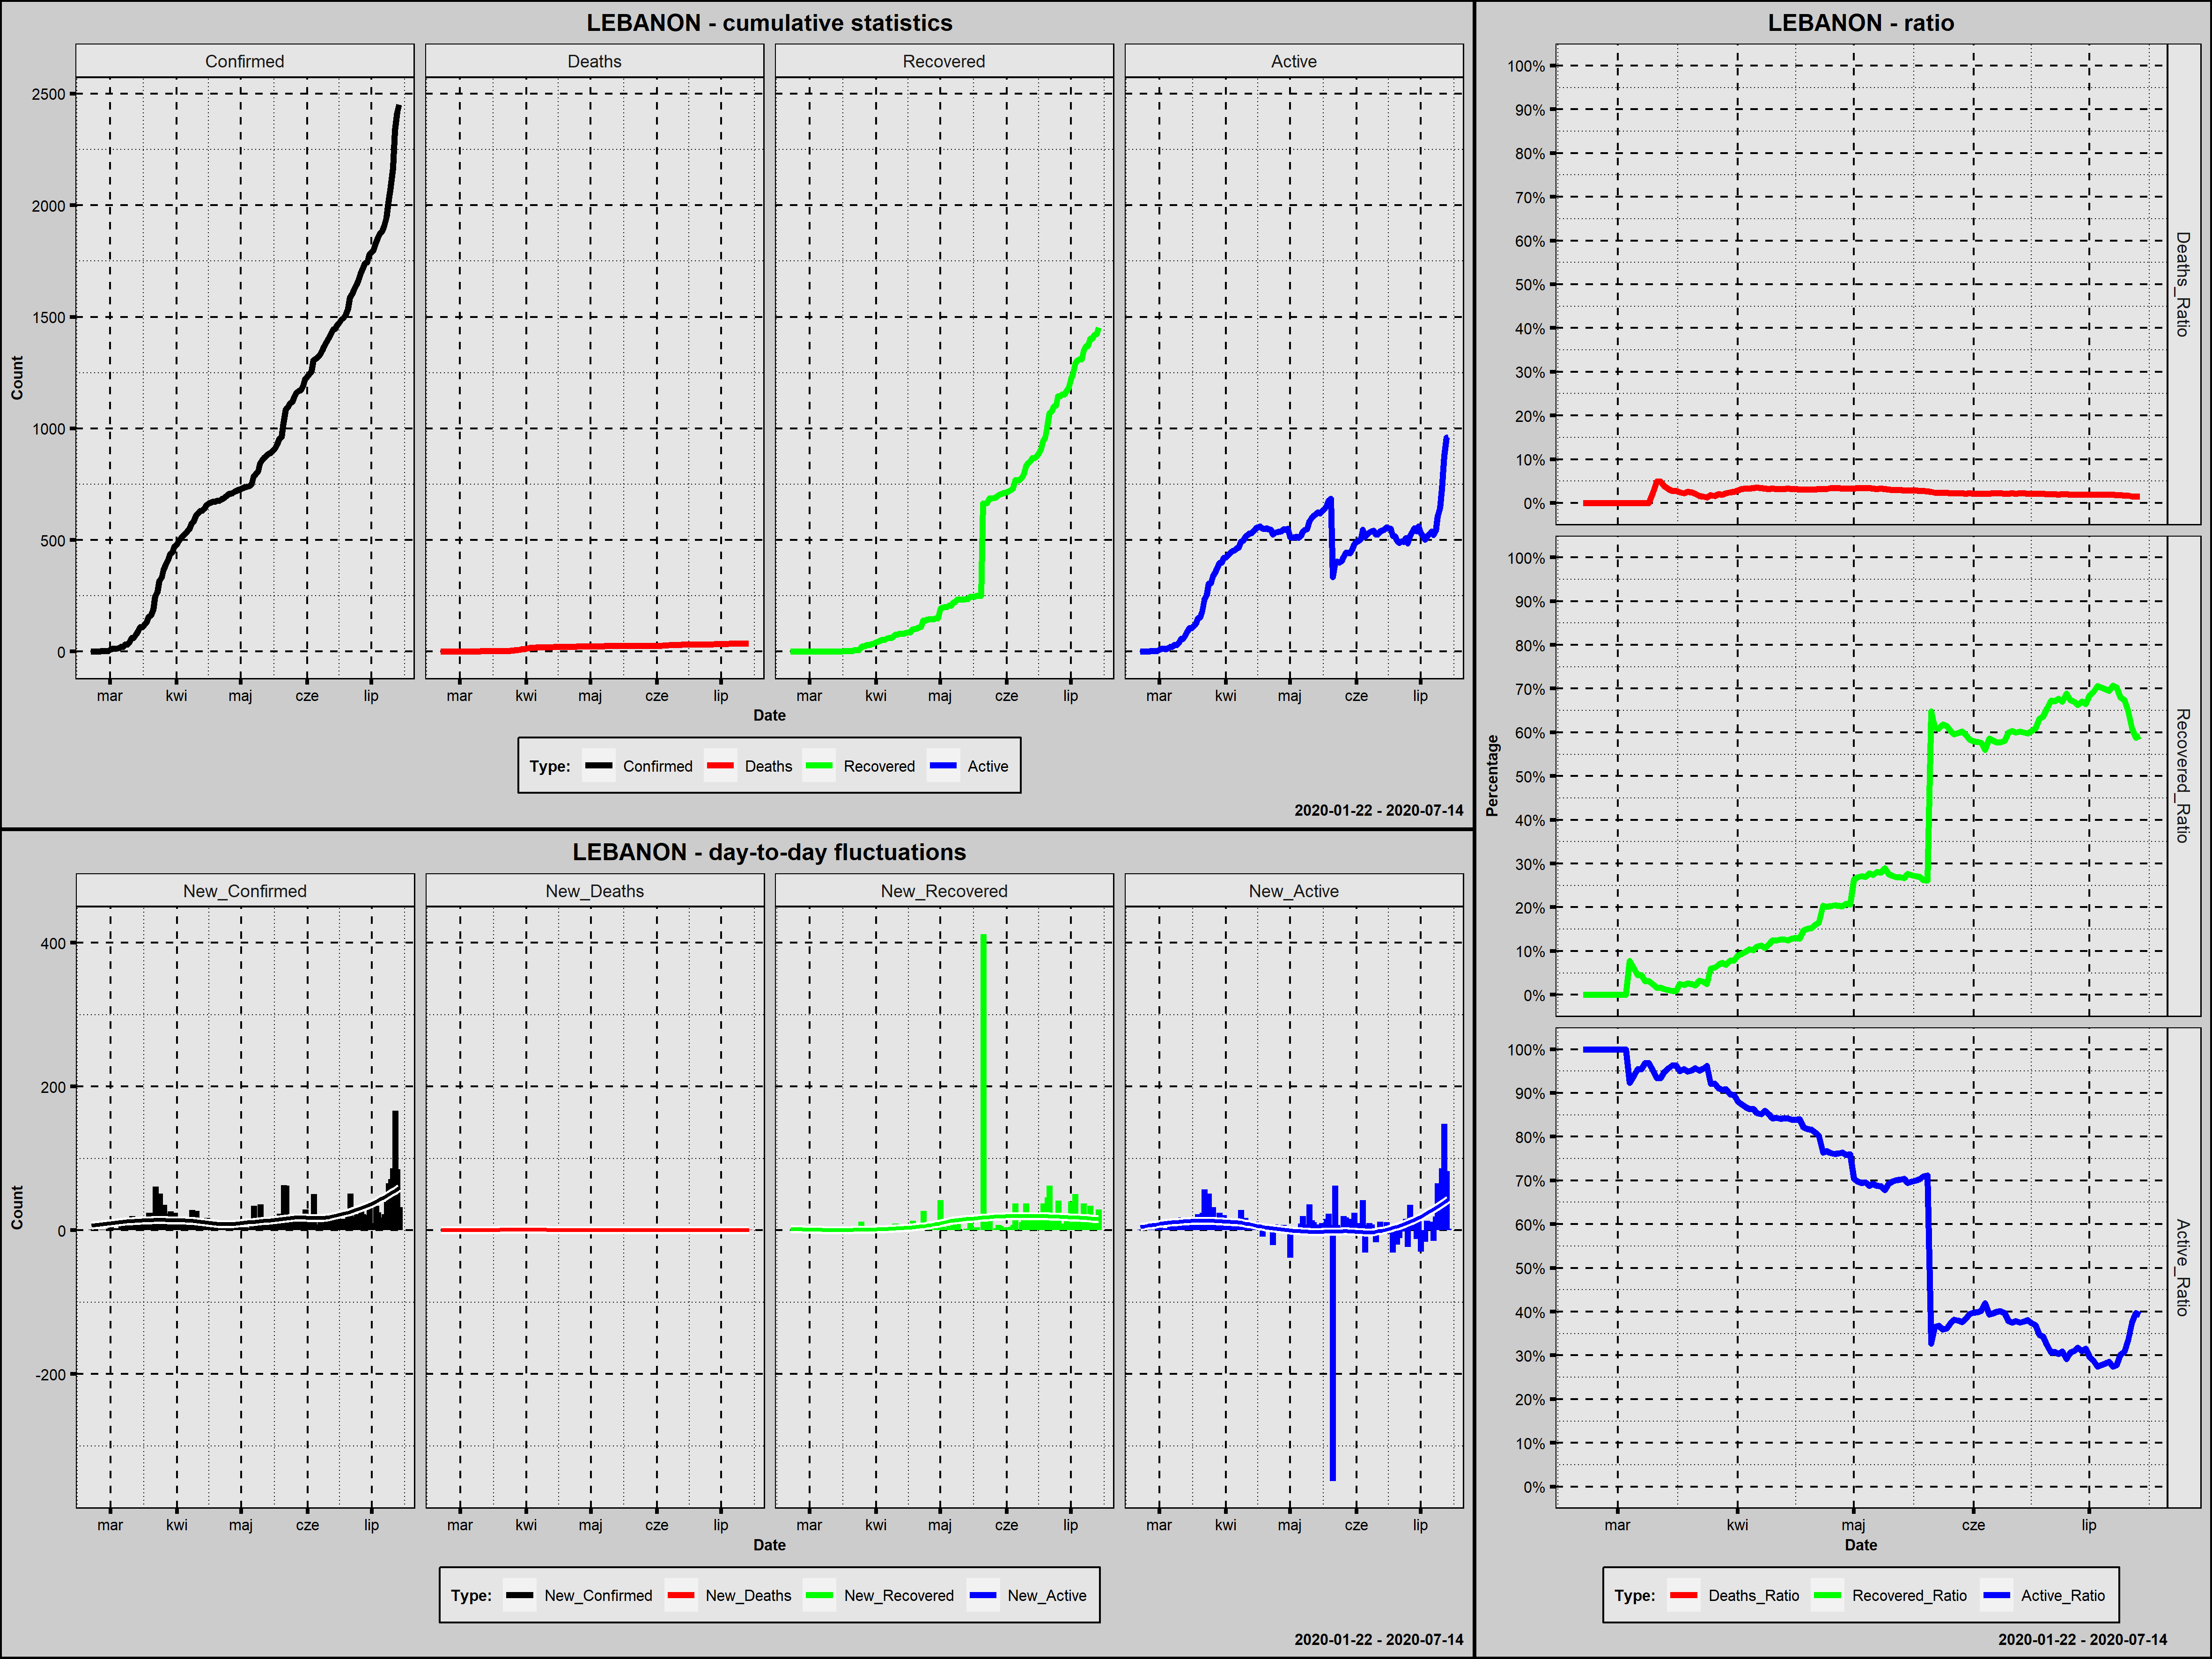 LEBANON - cumulative statistics
Confirmed Deaths Recovered Active
Count
2500
2000
1500
1000
500
0
mar kwi maj cze lip mar kwi maj cze lip mar kwi maj cze lip mar kwi maj cze lip
Date
Type: Confirmed Deaths Recovered Active
2020-01-22 - 2020-07-14
LEBANON - day-to-day fluctuations
New_Confirmed New_Deaths New_Recovered New_Active
Count
400
200
0
-200
mar kwi maj cze lip mar kwi maj cze lip mar kwi maj cze lip mar kwi maj cze lip
Date
Type: New_Confirmed New_Deaths New_Recovered New_Active
2020-01-22 - 2020-07-14
LEBANON - ratio
Percentage
100%
90%
80%
70%
60%
50%
40%
30%
20%
10%
0%
Deaths_Ratio
100%
90%
80%
70%
60%
50%
40%
30%
20%
10%
0%
Recovered_Ratio
100%
90%
80%
70%
60%
50%
40%
30%
20%
10%
0%
Active_Ratio
mar kwi maj cze lip
Date
Type: Deaths_Ratio Recovered_Ratio Active_Ratio
2020-01-22 - 2020-07-14